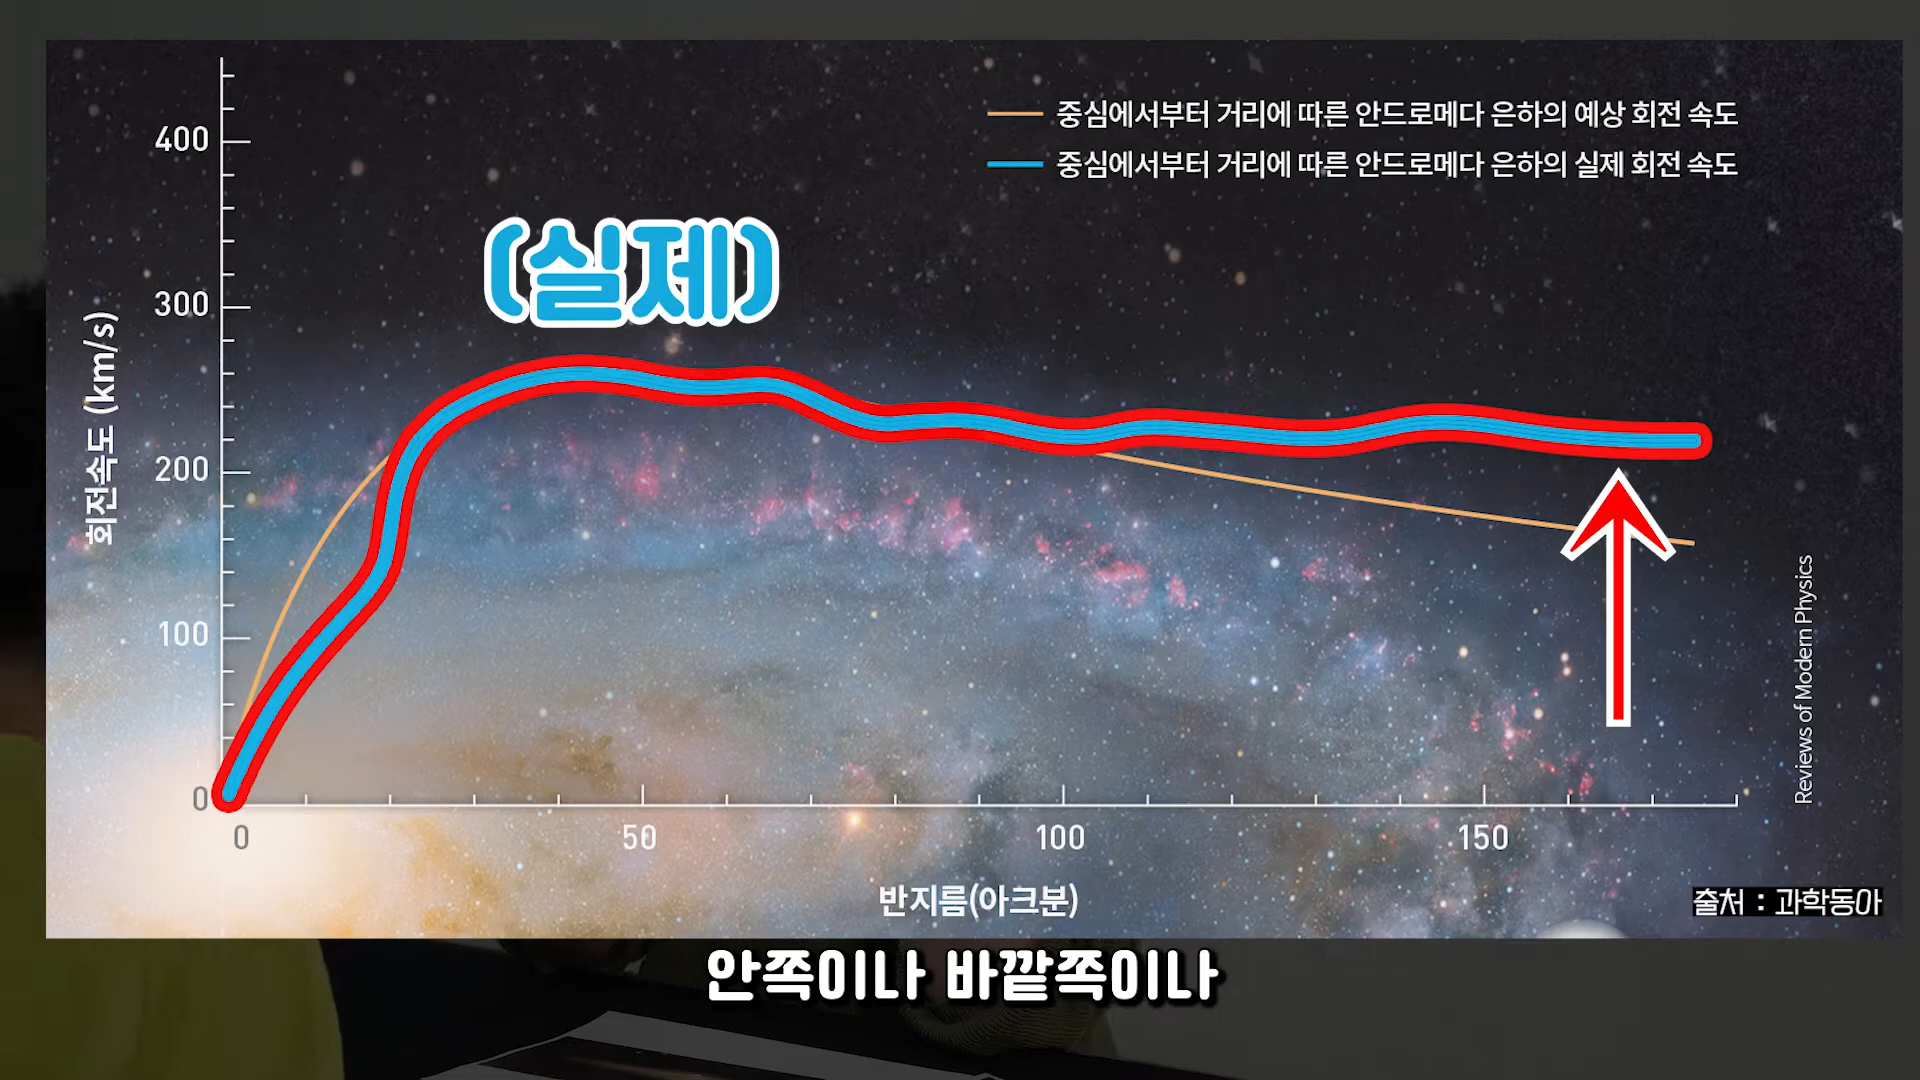 중심에서부터 거리에 따른 안드로메다 은하의 예상 회전 속도
중심에서부터 거리에 따른 안드로메다 은하의 실제 회전 속도
(실제)
회전속도 (km/s)
400
300
200
100
0
0
50
100
150
반지름(아크분)
Reviews of Modern Physics
출처 : 과학동아
안쪽이나 바깥쪽이나